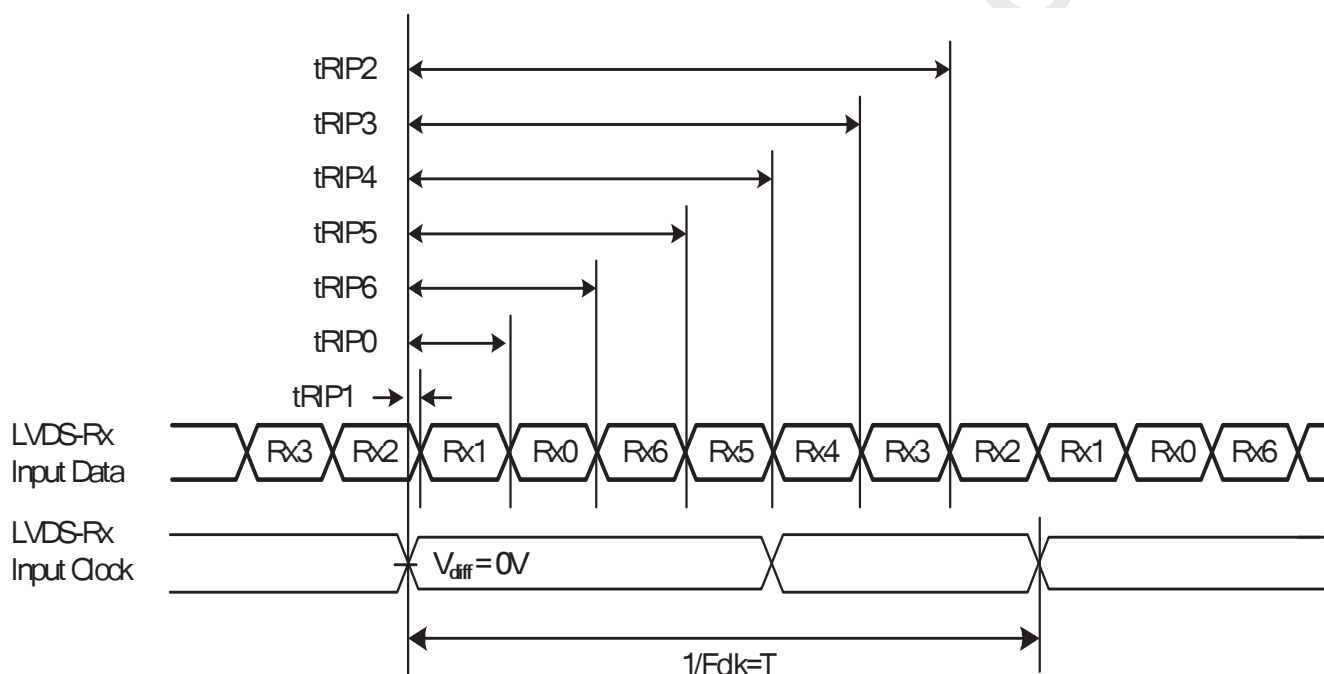 tRIP2
tRIP3
tRIP4
tRIP5
tRIP6
tRIP0
tRIP1
LVDS-Rx
Input Data
Rx3 Rx2 Rx1 Rx0 Rx6 Rx5 Rx4 Rx3 Rx2 Rx1 Rx0 Rx6
LVDS-Rx
Input Clock
Vdiff = 0V
1/Fclk=T